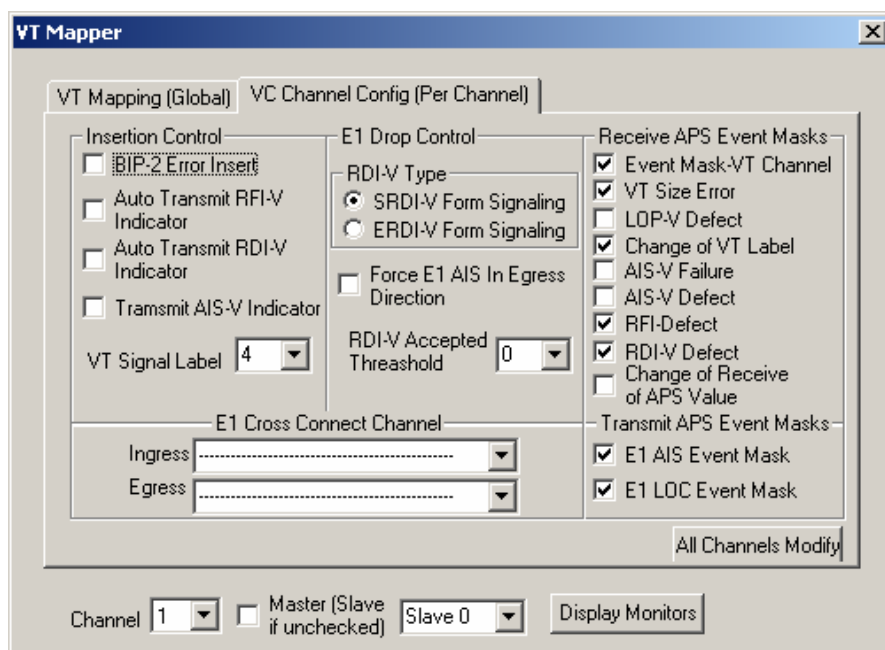 VT Mapper
VT Mapping (Global)
VC Channel Config (Per Channel)
Insertion Control
BIP-2 Error Insert
Auto Transmit RFI-V
Indicator
Auto Transmit RDI-V
Indicator
Tramsmit AIS-V Indicator
VT Signal Label 4
E1 Drop Control
RDI-V Type
SRDI-V Form Signaling
ERDI-V Form Signaling
Force E1 AIS In Egress
Direction
RDI-V Accepted
Threashold 0
Receive APS Event Masks
Event Mask-VT Channel
VT Size Error
LOP-V Defect
Change of VT Label
AIS-V Failure
AIS-V Defect
RFI-Defect
RDI-V Defect
Change of Receive
of APS Value
E1 Cross Connect Channel
Ingress ------------------------------------------------
Egress ------------------------------------------------
Transmit APS Event Masks
E1 AIS Event Mask
E1 LOC Event Mask
All Channels Modify
Channel 1
Master (Slave
if unchecked)
Slave 0
Display Monitors